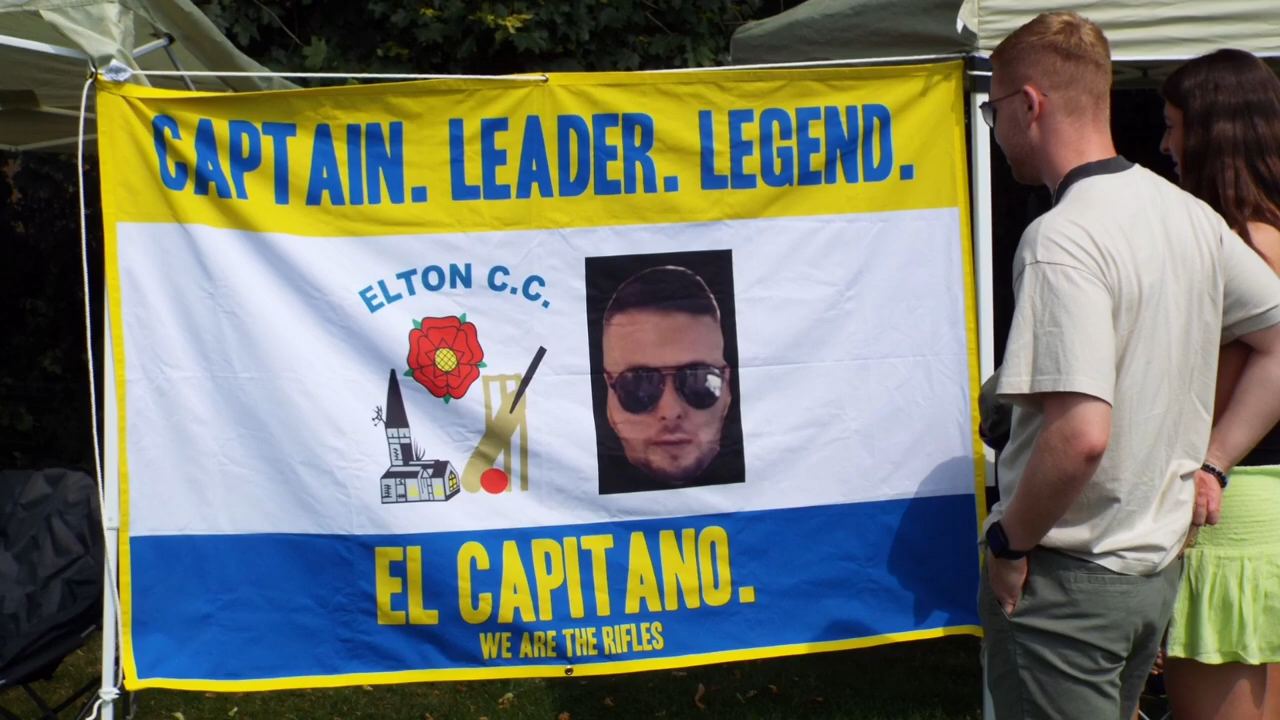 CAPTAIN. LEADER. LEGEND.
ELTON C.C.
EL CAPITANO.
WE ARE THE RIFLES